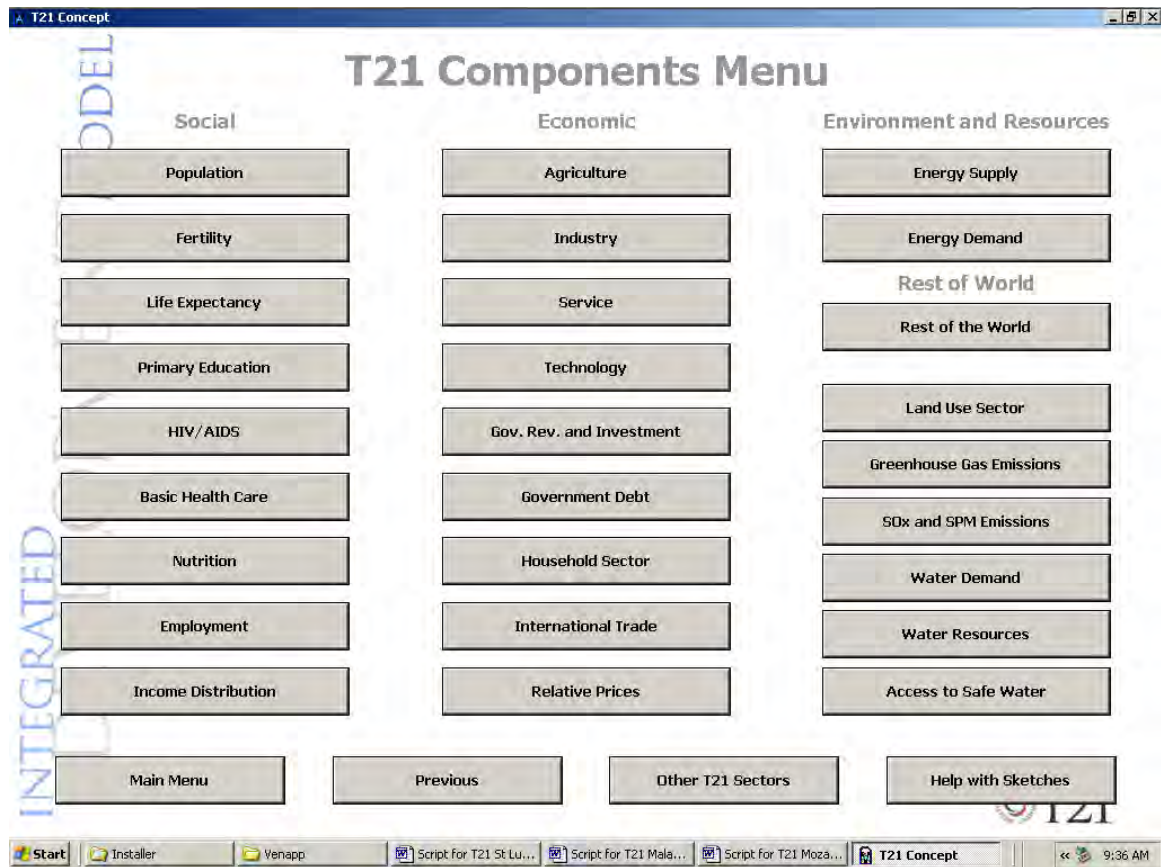 T21 Concept
T21 Components Menu
Social
Economic
Environment and Resources
Population
Agriculture
Energy Supply
Fertility
Industry
Energy Demand
Rest of World
Life Expectancy
Service
Rest of the World
Primary Education
Technology
Land Use Sector
HIV/AIDS
Gov. Rev. and Investment
Greenhouse Gas Emissions
Basic Health Care
Government Debt
SOx and SPM Emissions
Nutrition
Household Sector
Water Demand
Employment
International Trade
Water Resources
Income Distribution
Relative Prices
Access to Safe Water
Main Menu
Previous
Other T21 Sectors
Help with Sketches
INTEGRATED
T21
Start
Installer
Venapp
Script for T21 St Lu...
Script for T21 Mala...
Script for T21 Moza...
T21 Concept
9:36 AM